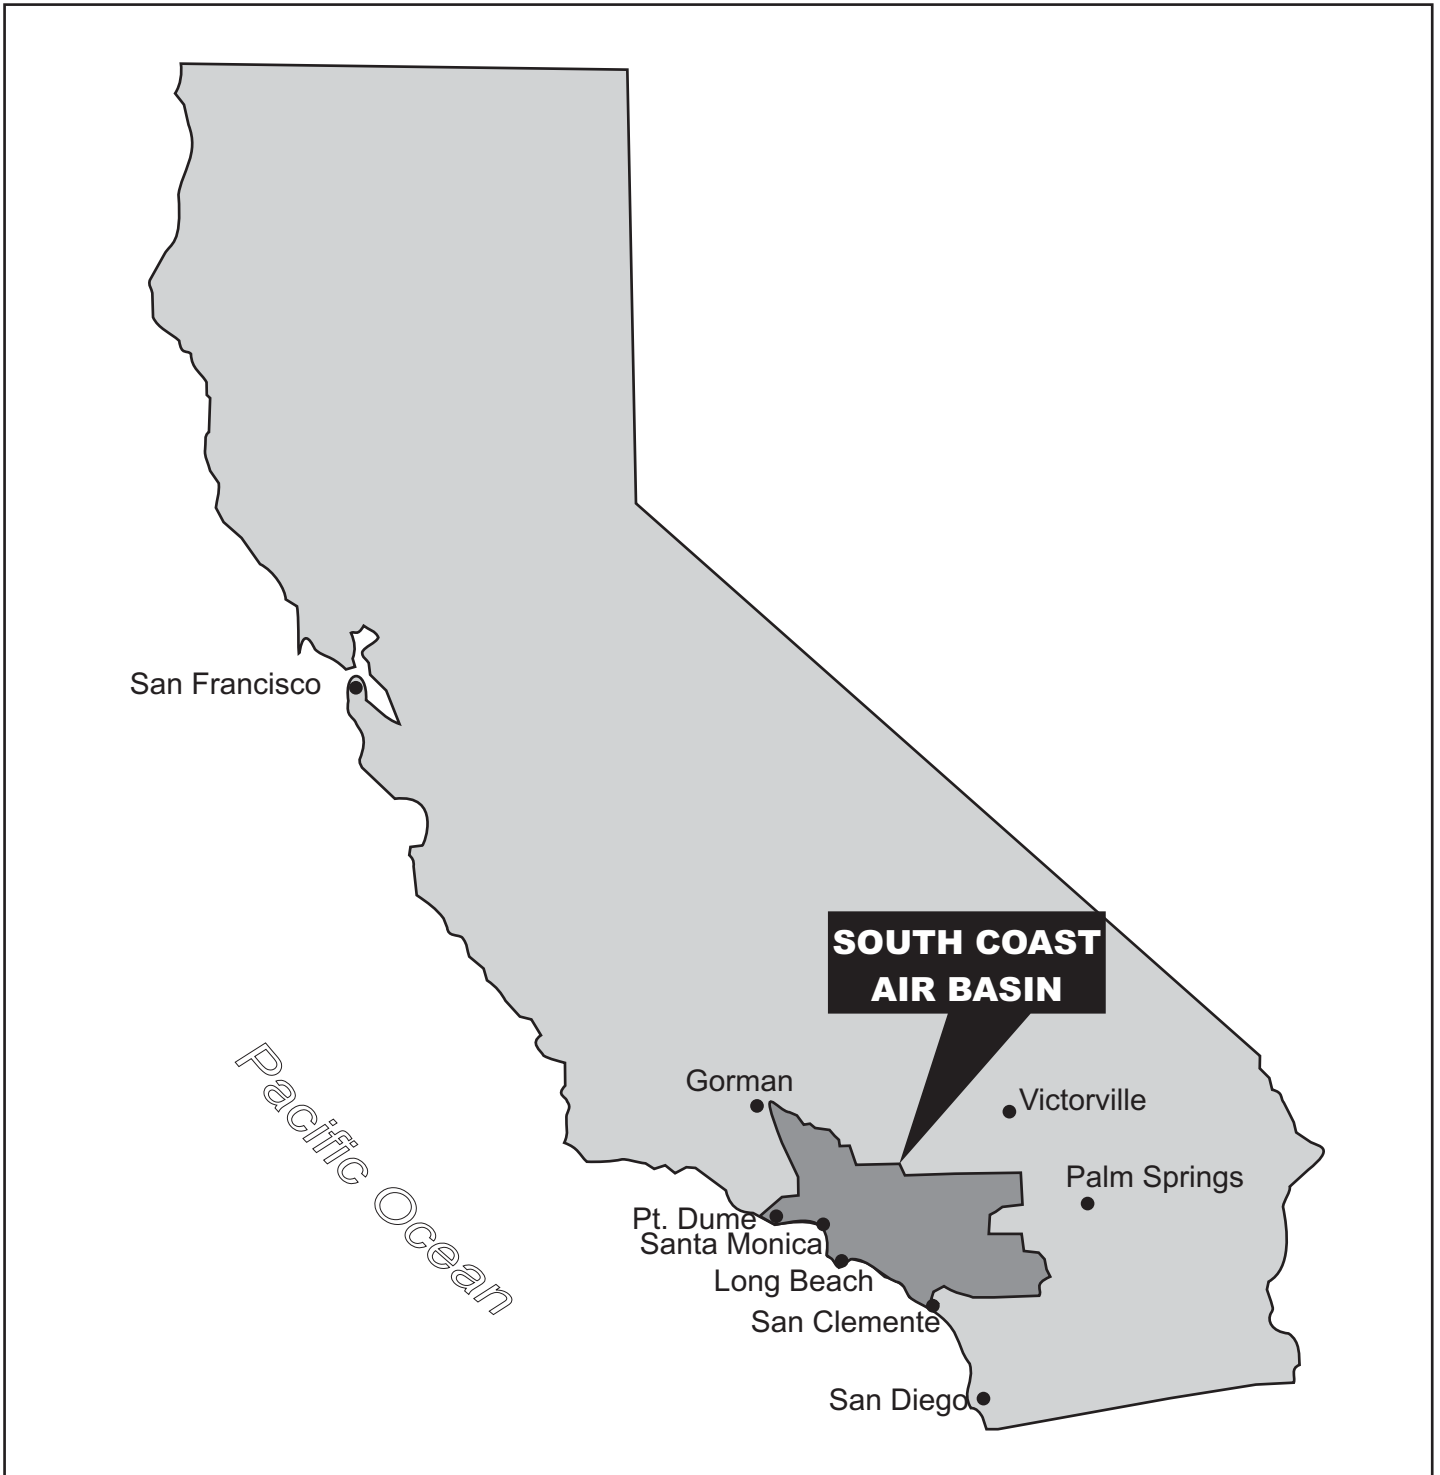 San Francisco
SOUTH COAST
AIR BASIN
Pacific Ocean
Gorman
Victorville
Palm Springs
Pt. Dume
Santa Monica
Long Beach
San Clemente
San Diego